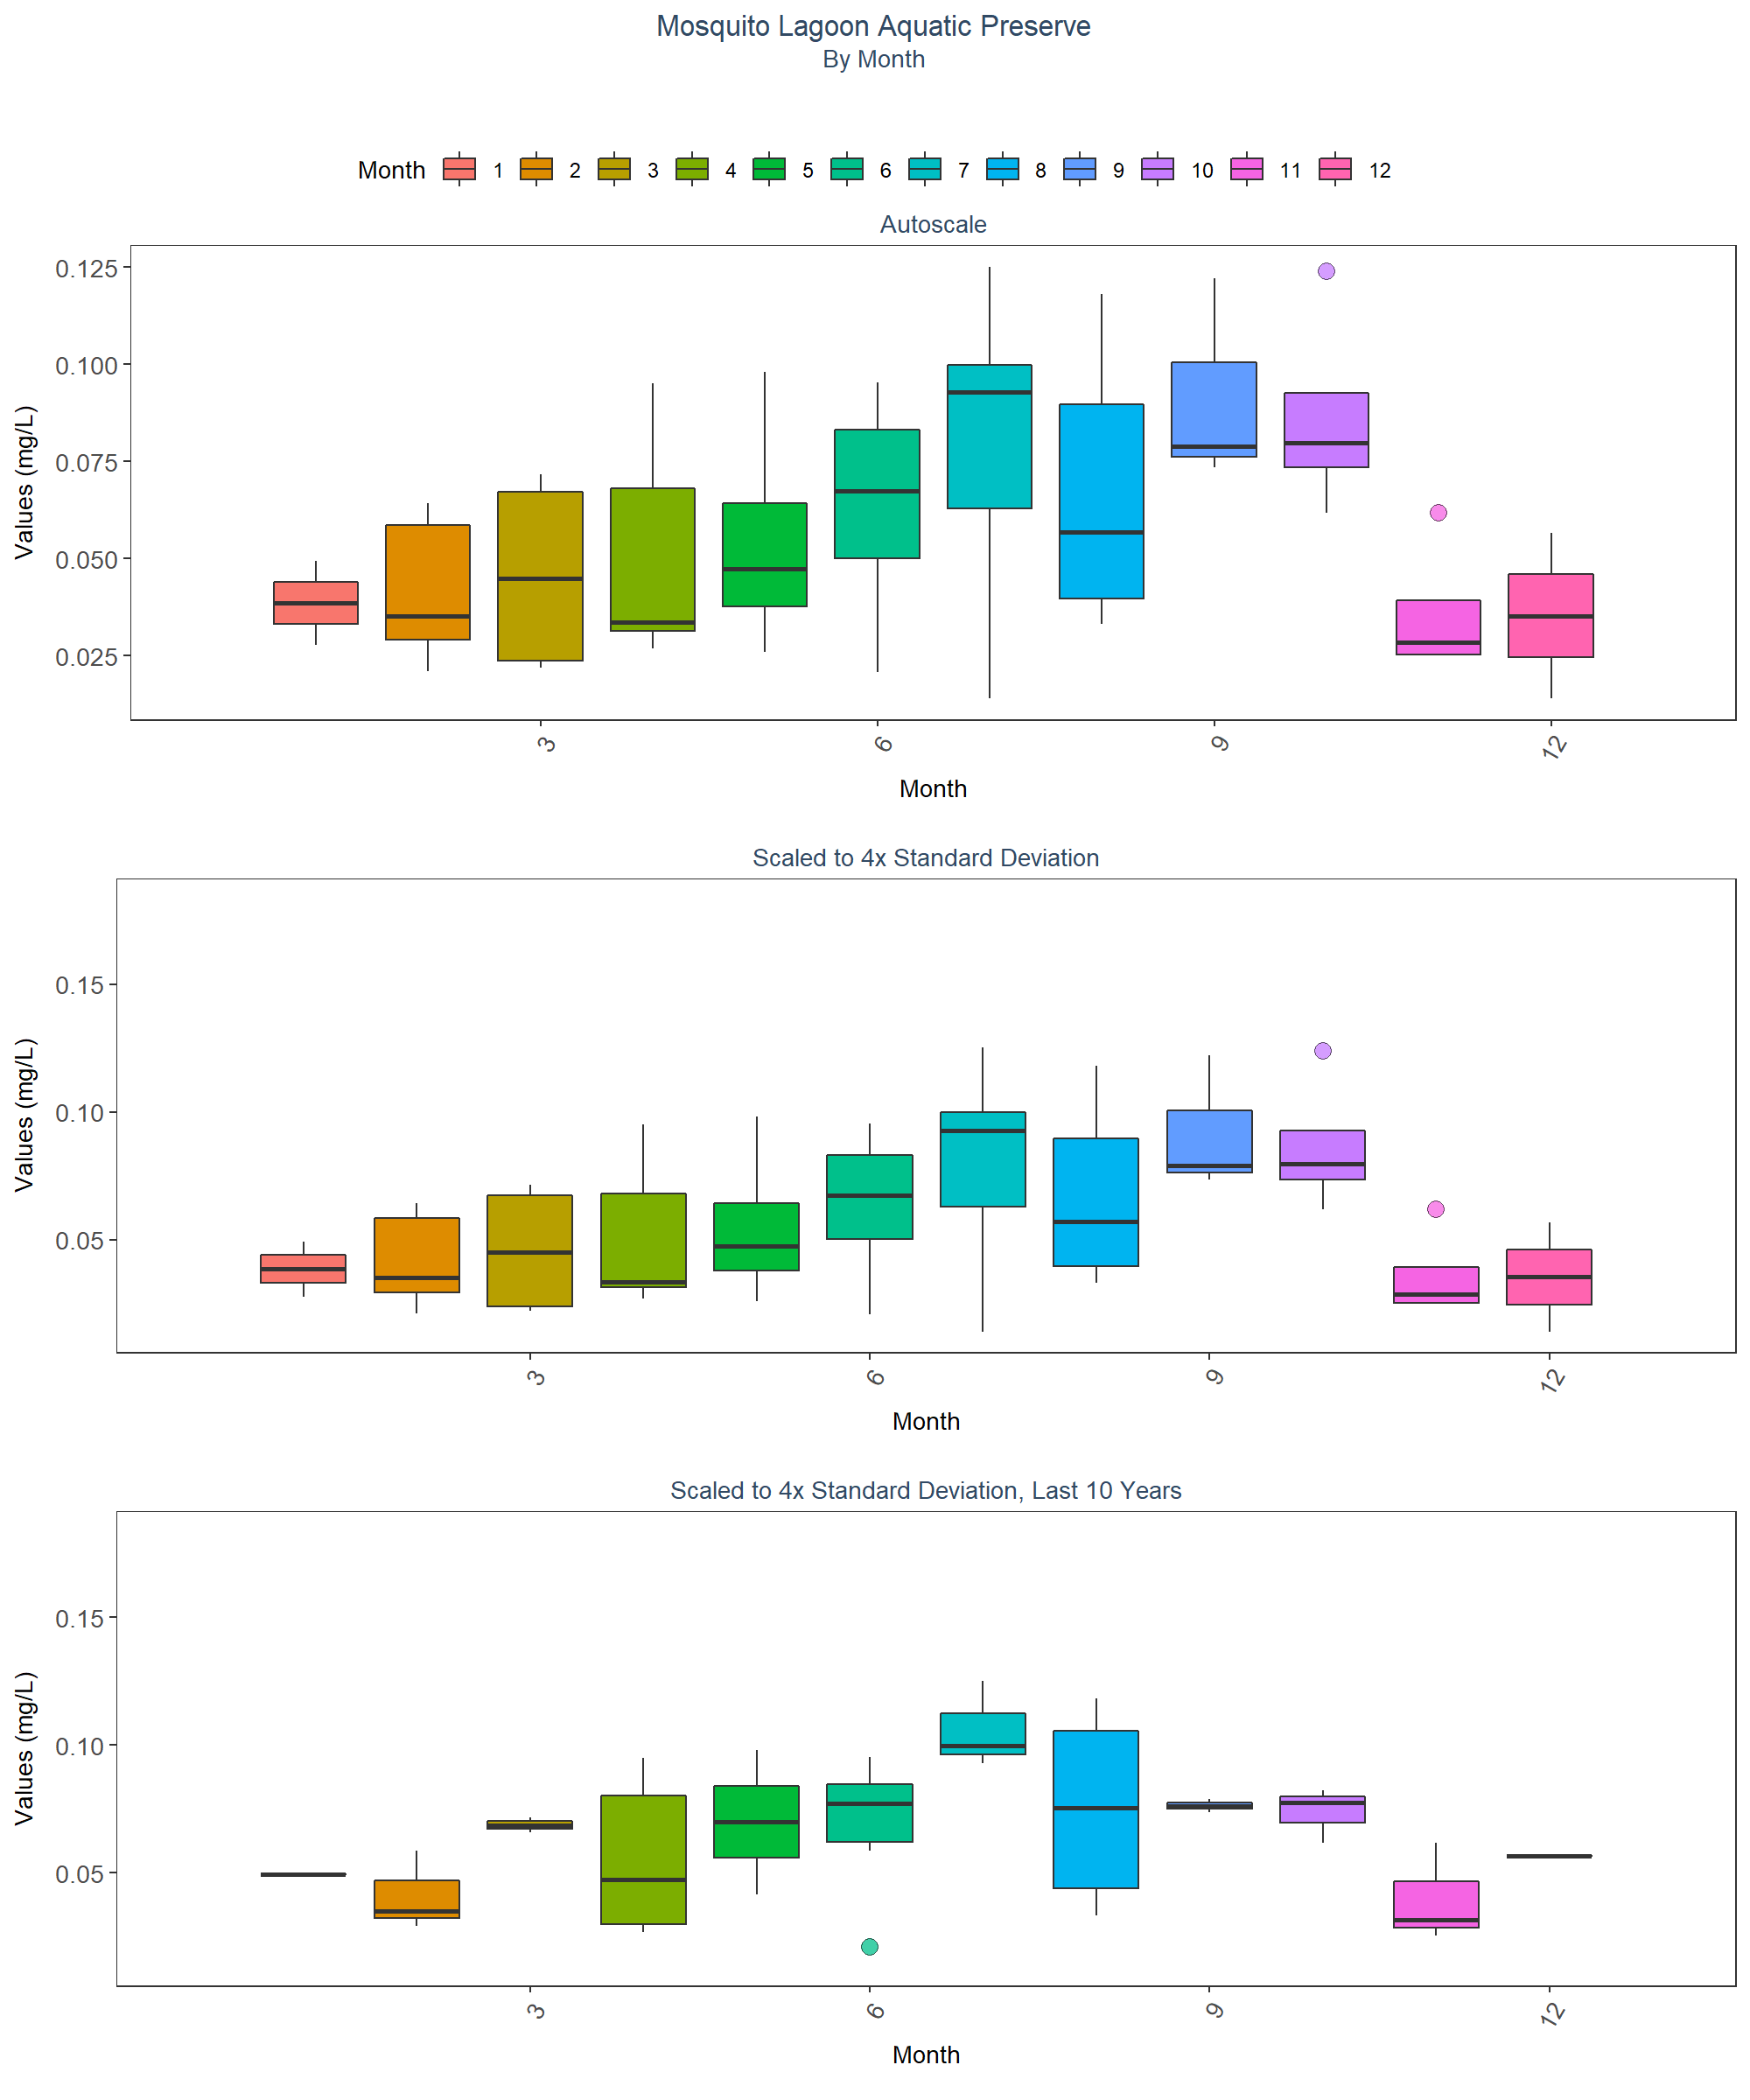 Mosquito Lagoon Aquatic Preserve
By Month
Month 1 2 3 4 5 6 7 8 9 10 11 12
Autoscale
Values (mg/L)
0.125
0.100
0.075
0.050
0.025
3 6 9 12
Month
Scaled to 4x Standard Deviation
Values (mg/L)
0.15
0.10
0.05
3 6 9 12
Month
Scaled to 4x Standard Deviation, Last 10 Years
Values (mg/L)
0.15
0.10
0.05
3 6 9 12
Month